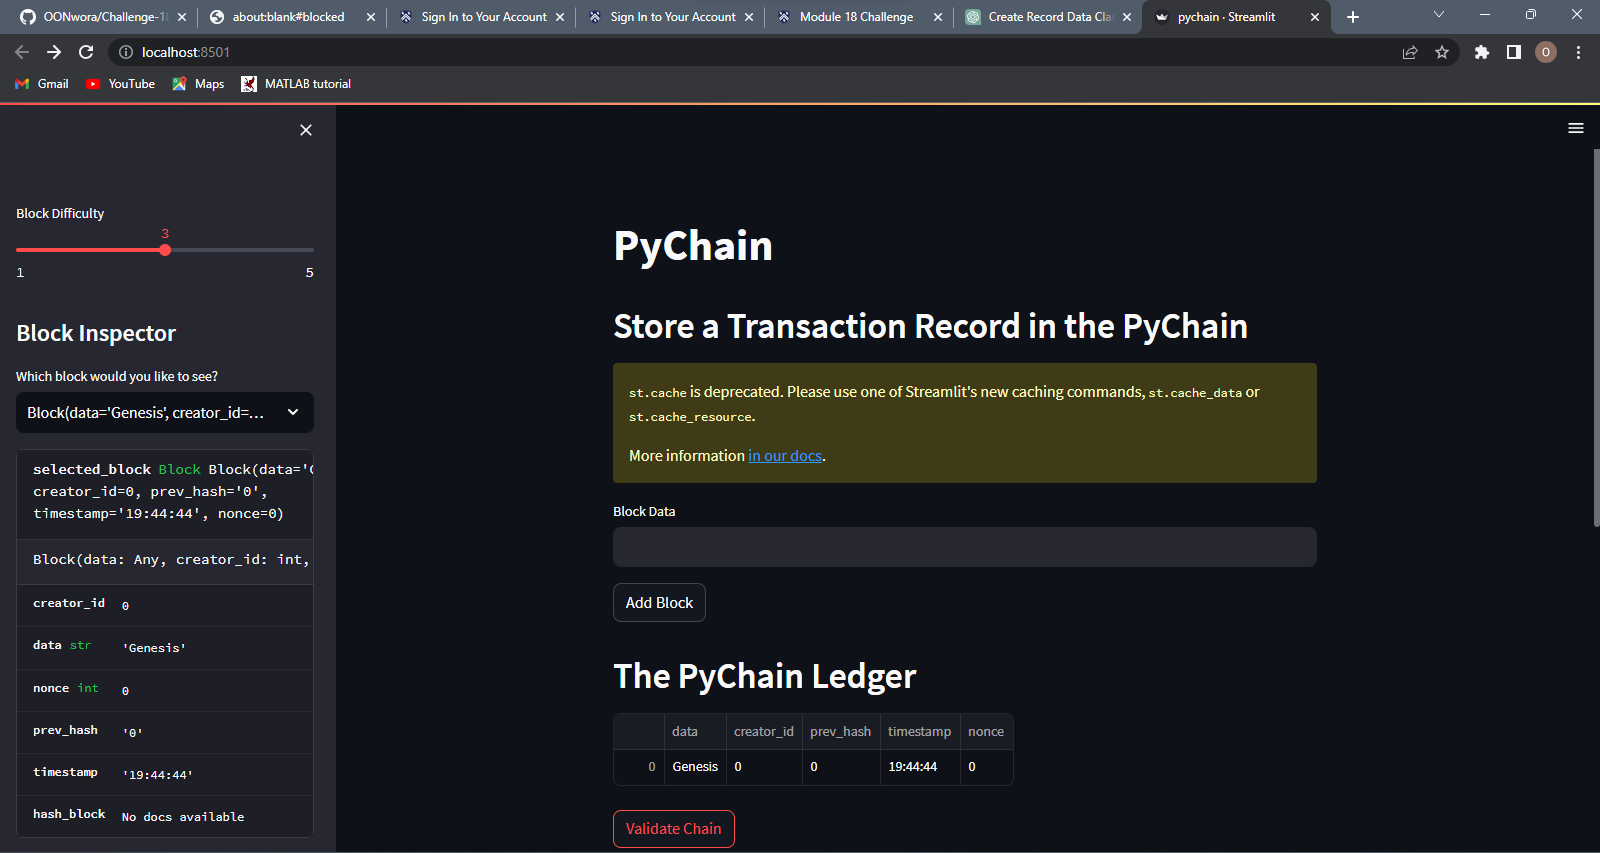 OONwora/Challenge-18
about:blank#blocked
Sign In to Your Account
Sign In to Your Account
Module 18 Challenge
Create Record Data Cla
pychain · Streamlit
localhost:8501
O
Gmail
YouTube
Maps
MATLAB tutorial
Block Difficulty
3
1
5
Block Inspector
Which block would you like to see?
Block(data='Genesis', creator_id=...
selected_block Block Block(data='G
creator_id=0, prev_hash='0',
timestamp='19:44:44', nonce=0)
Block(data: Any, creator_id: int,
creator_id 0
data str 'Genesis'
nonce int 0
prev_hash '0'
timestamp '19:44:44'
hash_block No docs available
PyChain
Store a Transaction Record in the PyChain
st.cache is deprecated. Please use one of Streamlit's new caching commands, st.cache_data or
st.cache_resource.
More information in our docs.
Block Data
Add Block
The PyChain Ledger
data creator_id prev_hash timestamp nonce
0 Genesis 0 0 19:44:44 0
Validate Chain